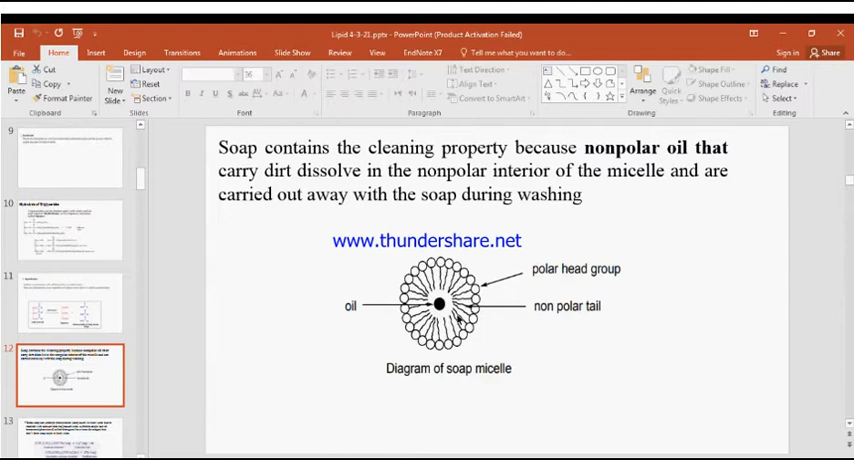 Lipid 4-3-21.pptx - PowerPoint (Product Activation Failed)
File Home Insert Design Transitions Animations Slide Show Review View EndNote X7 Tell me what you want to do... Sign in Share
Cut
Copy
Format Painter
Paste
Clipboard
New Slide
Layout
Reset
Section
Slides
36
B I U S abc AV Aa A
Font
Text Direction
Align Text
Convert to SmartArt
Paragraph
Arrange
Quick Styles
Shape Fill
Shape Outline
Shape Effects
Drawing
Find
Replace
Select
Editing
9
10
11
12
13
Soap contains the cleaning property because nonpolar oil that
carry dirt dissolve in the nonpolar interior of the micelle and are
carried out away with the soap during washing
www.thundershare.net
polar head group
oil
non polar tail
Diagram of soap micelle